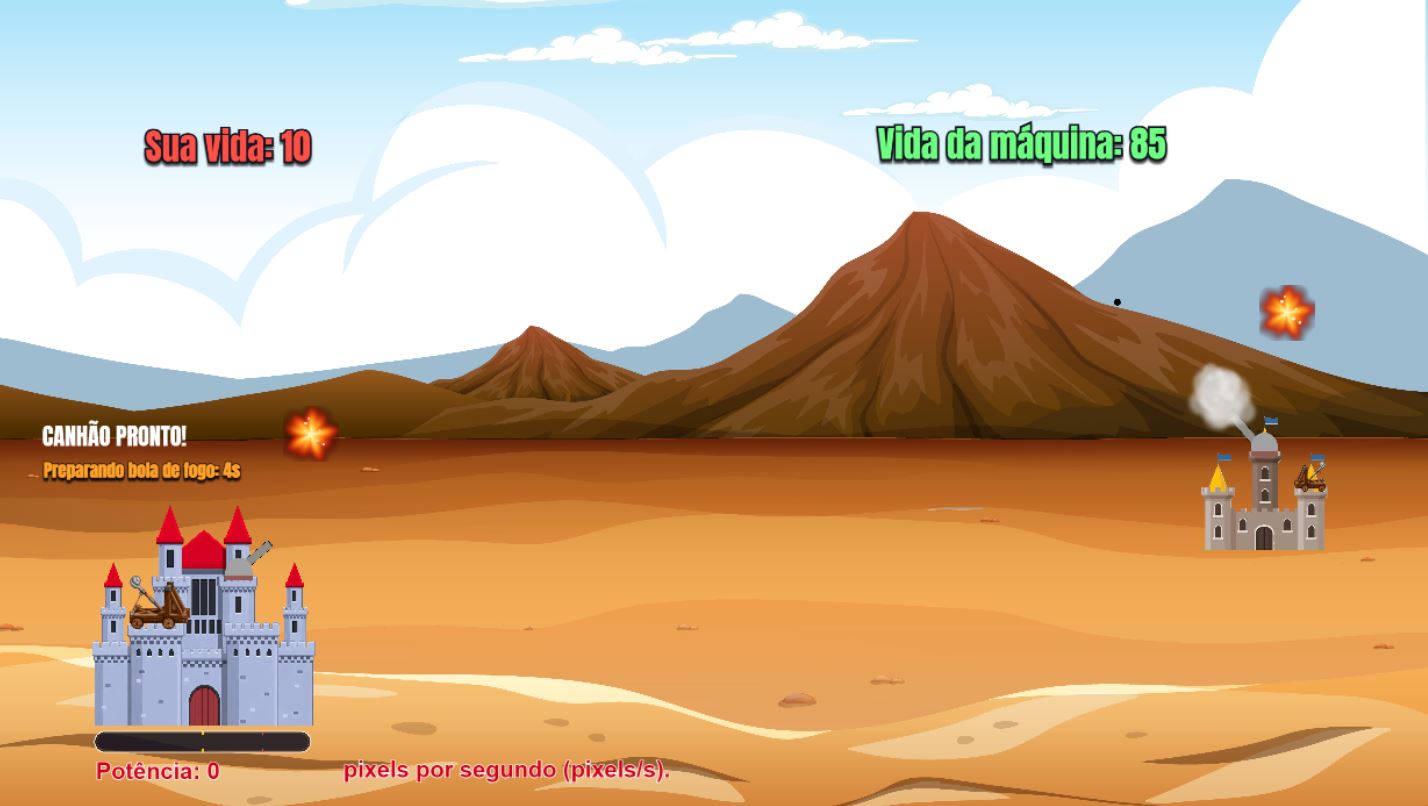 Sua vida: 10
Vida da máquina: 85
CANHÃO PRONTO!
Preparando bola de fogo: 4s
Potência: 0
pixels por segundo (pixels/s).